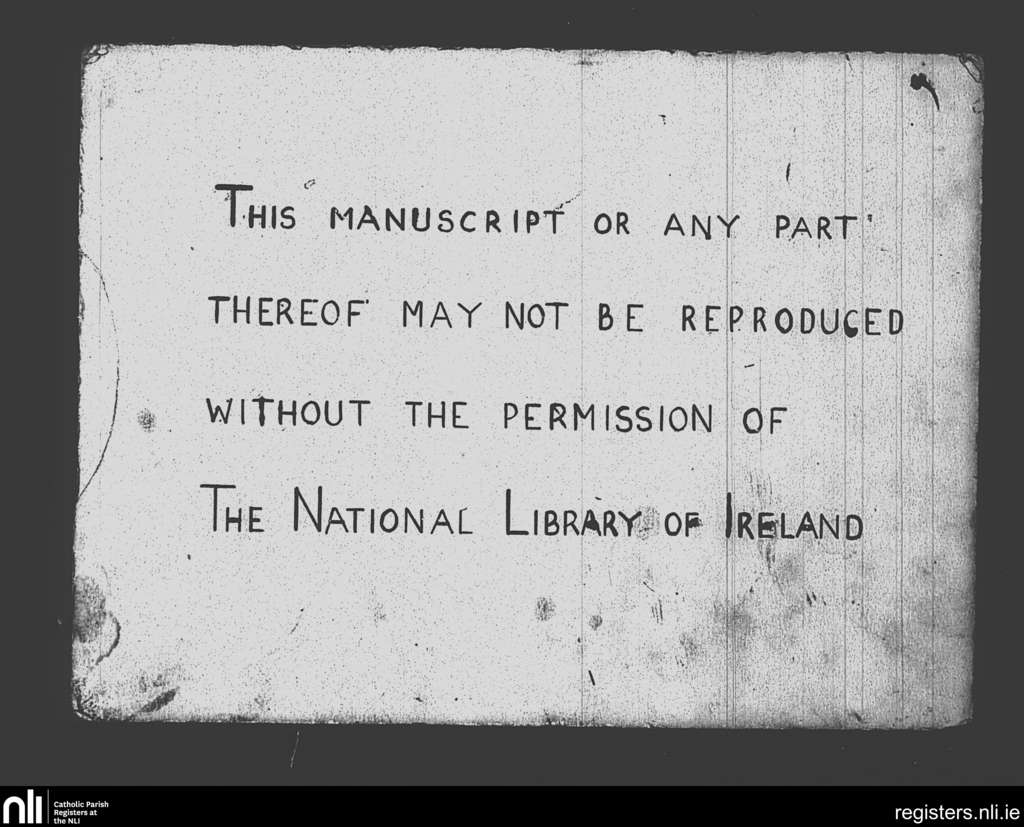 THIS MANUSCRIPT OR ANY PART
THEREOF MAY NOT BE REPRODUCED
WITHOUT THE PERMISSION OF
THE NATIONAL LIBRARY OF IRELAND
nli
Catholic Parish
Registers at
the NLI
registers.nli.ie